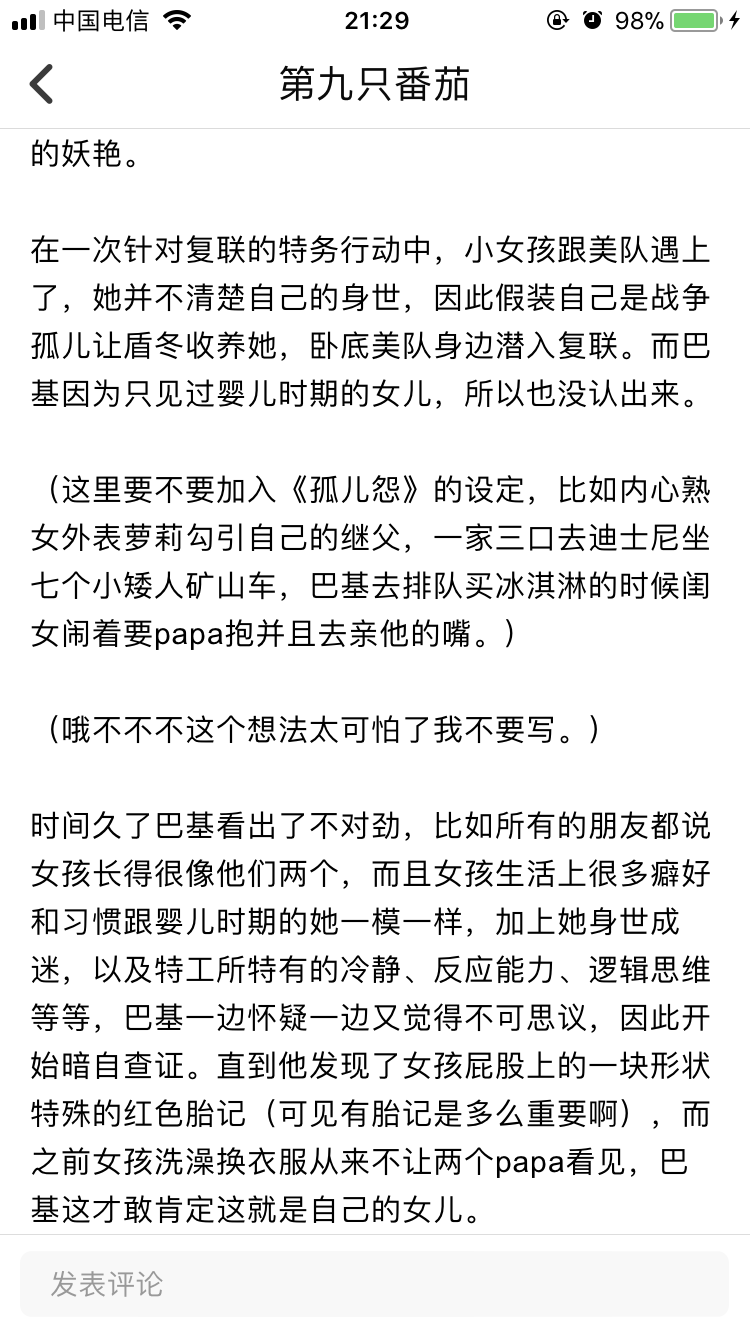 中国电信
21:29
98%
第九只番茄
的妖艳。
在一次针对复联的特务行动中，小女孩跟美队遇上
了，她并不清楚自己的身世，因此假装自己是战争
孤儿让盾冬收养她，卧底美队身边潜入复联。而巴
基因为只见过婴儿时期的女儿，所以也没认出来。
（这里要不要加入《孤儿怨》的设定，比如内心熟
女外表萝莉勾引自己的继父，一家三口去迪士尼坐
七个小矮人矿山车，巴基去排队买冰淇淋的时候闺
女闹着要papa抱并且去亲他的嘴。）
（哦不不不这个想法太可怕了我不要写。）
时间久了巴基看出了不对劲，比如所有的朋友都说
女孩长得很像他们两个，而且女孩生活上很多癖好
和习惯跟婴儿时期的她一模一样，加上她身世成
迷，以及特工所特有的冷静、反应能力、逻辑思维
等等，巴基一边怀疑一边又觉得不可思议，因此开
始暗自查证。直到他发现了女孩屁股上的一块形状
特殊的红色胎记（可见有胎记是多么重要啊），而
之前女孩洗澡换衣服从来不让两个papa看见，巴
基这才敢肯定这就是自己的女儿。
发表评论